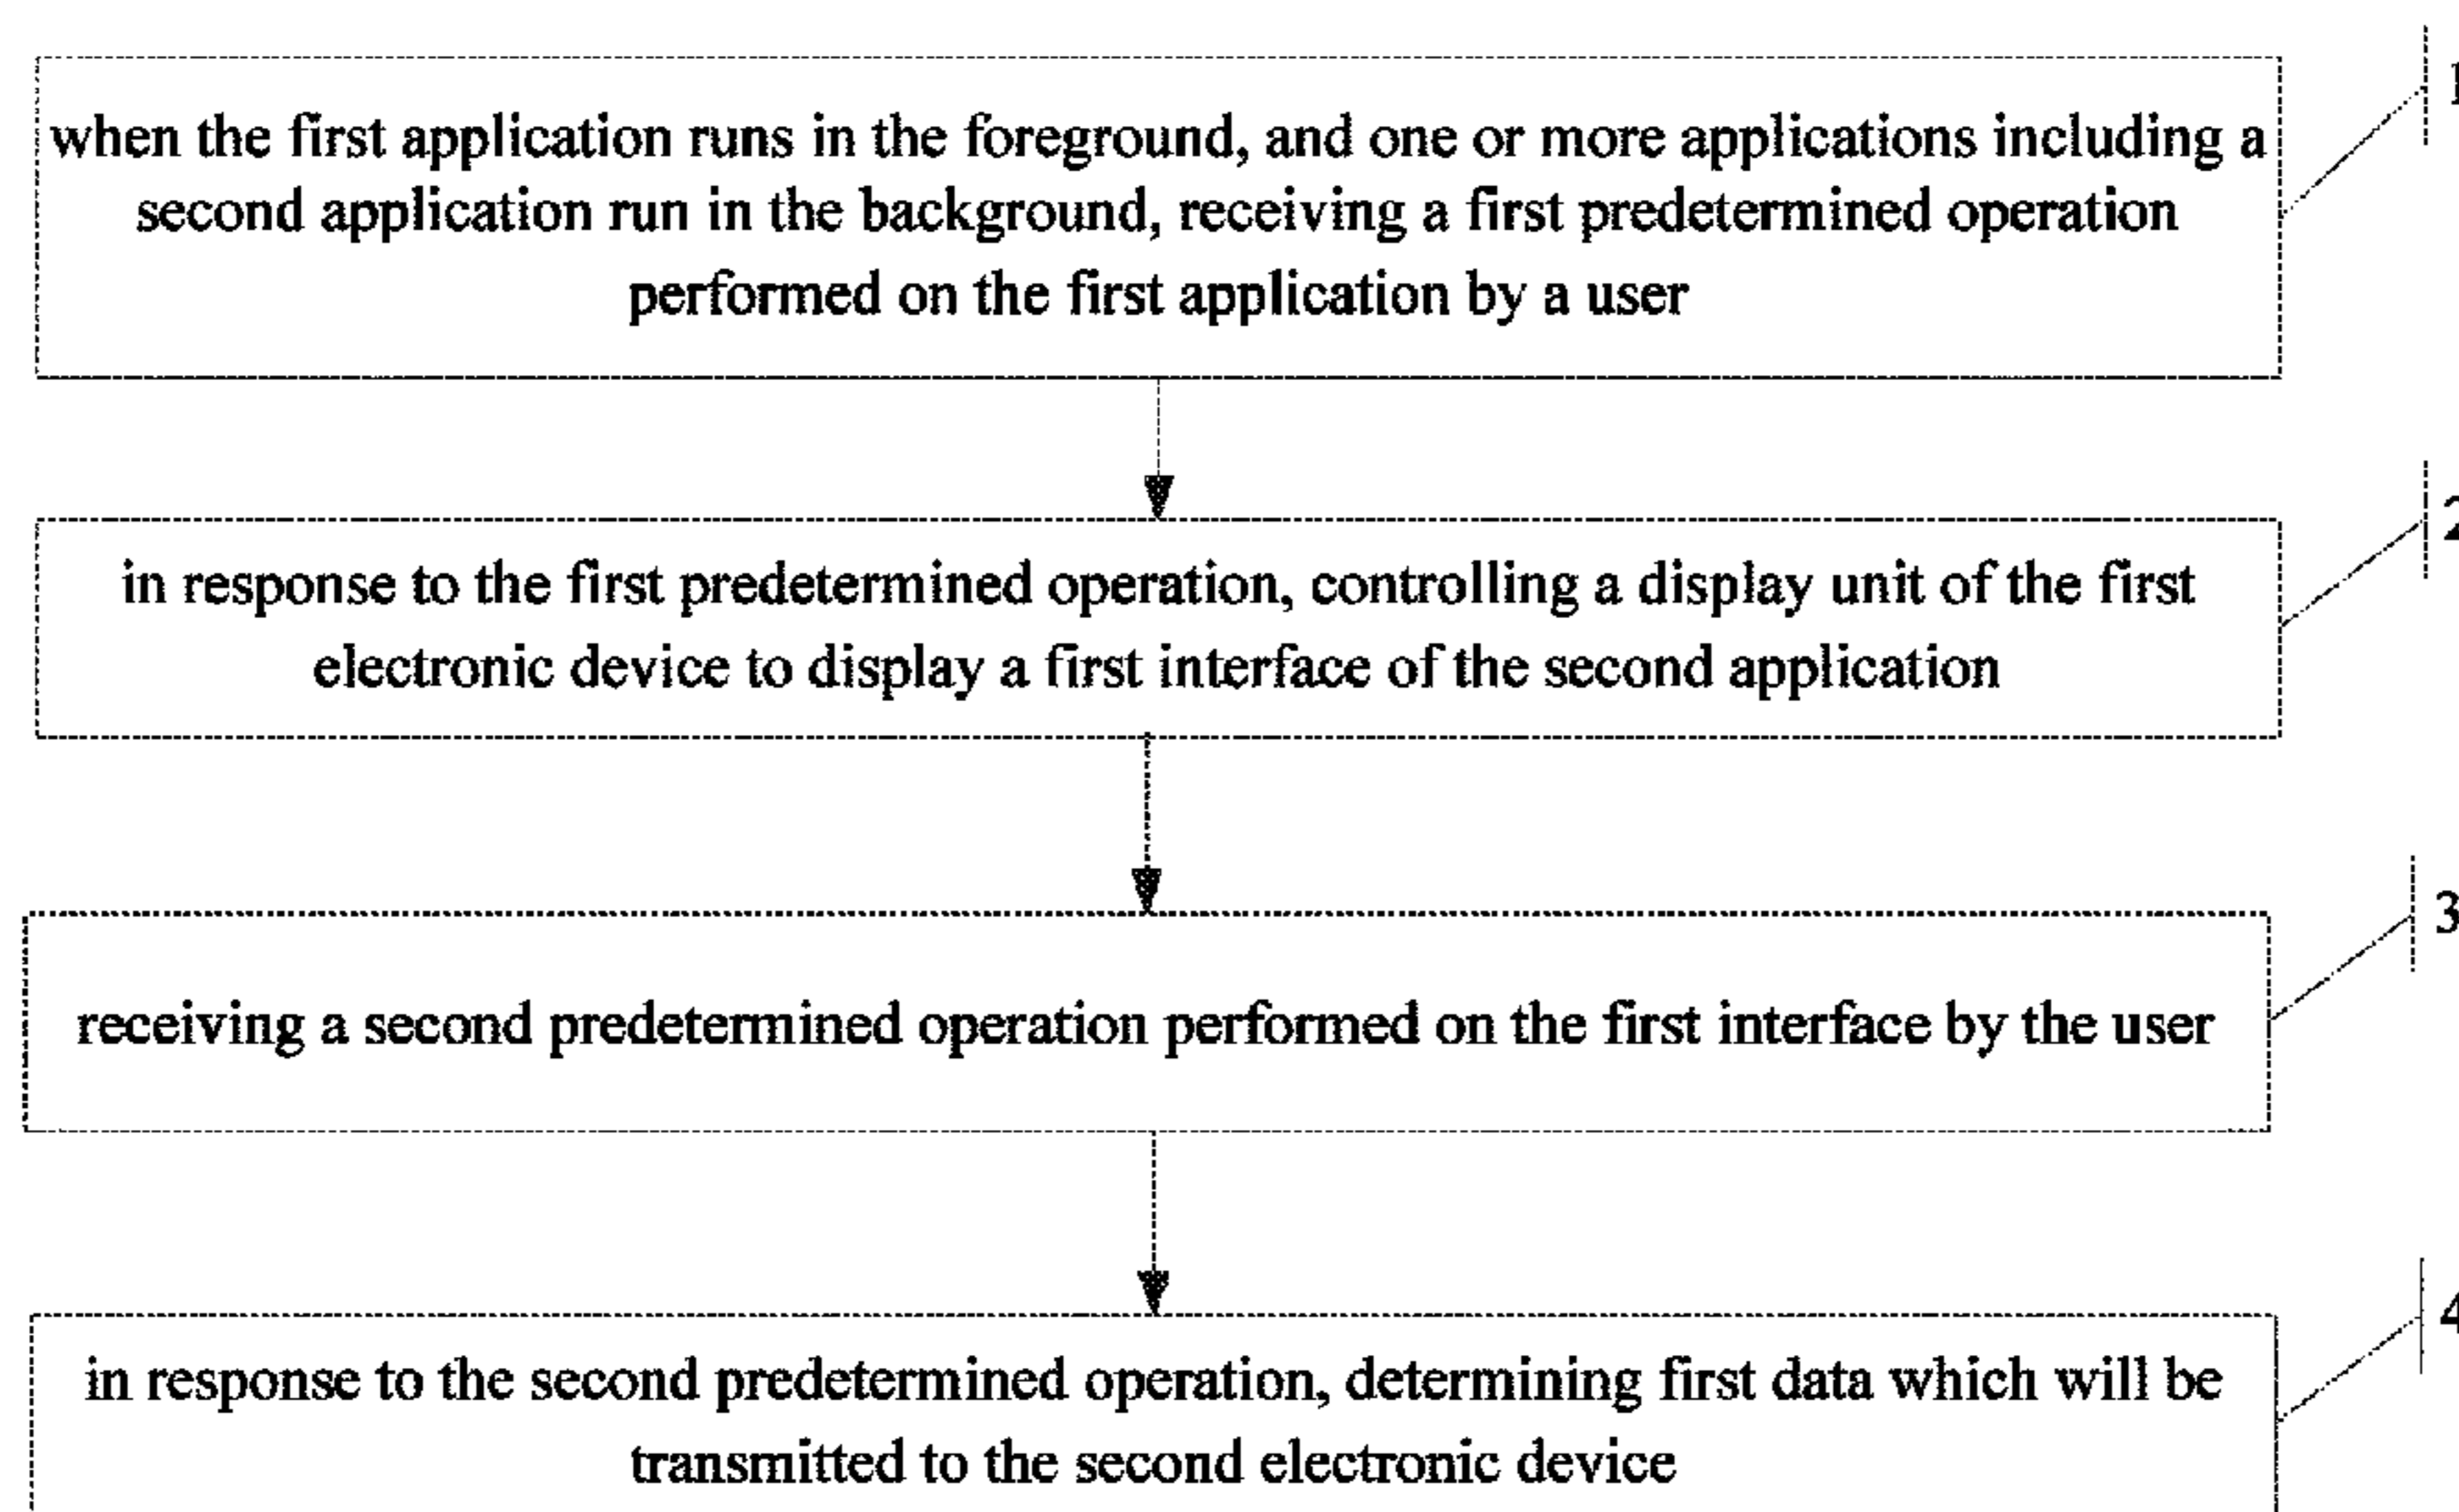 1
when the first application runs in the foreground, and one or more applications including a
second application run in the background, receiving a first predetermined operation
performed on the first application by a user
2
in response to the first predetermined operation, controlling a display unit of the first
electronic device to display a first interface of the second application
3
receiving a second predetermined operation performed on the first interface by the user
4
in response to the second predetermined operation, determining first data which will be
transmitted to the second electronic device